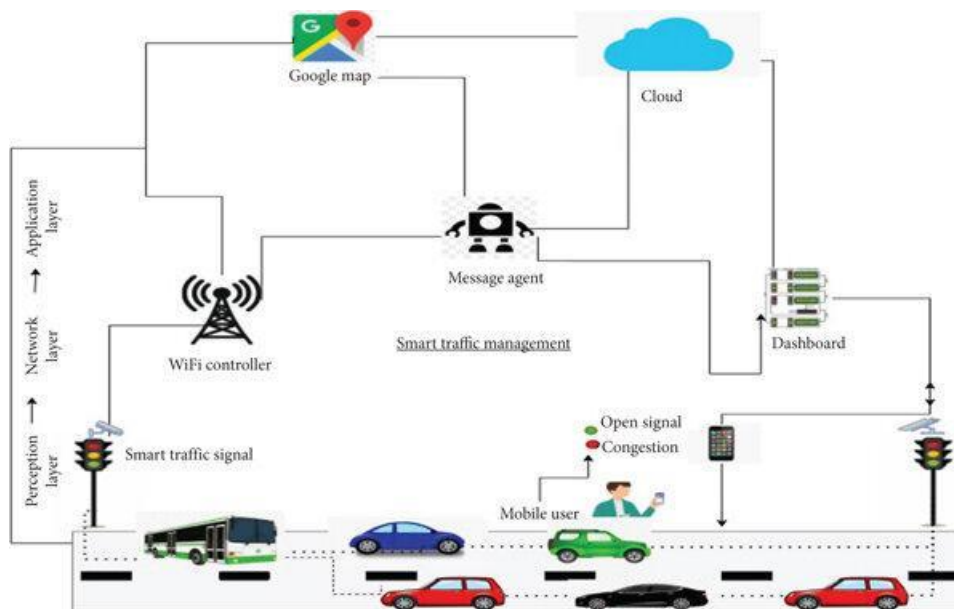 Google map
Cloud
Application
layer
Message agent
Network
layer
WiFi controller
Smart traffic management
Dashboard
Perception
layer
Smart traffic signal
Open signal
Congestion
Mobile user